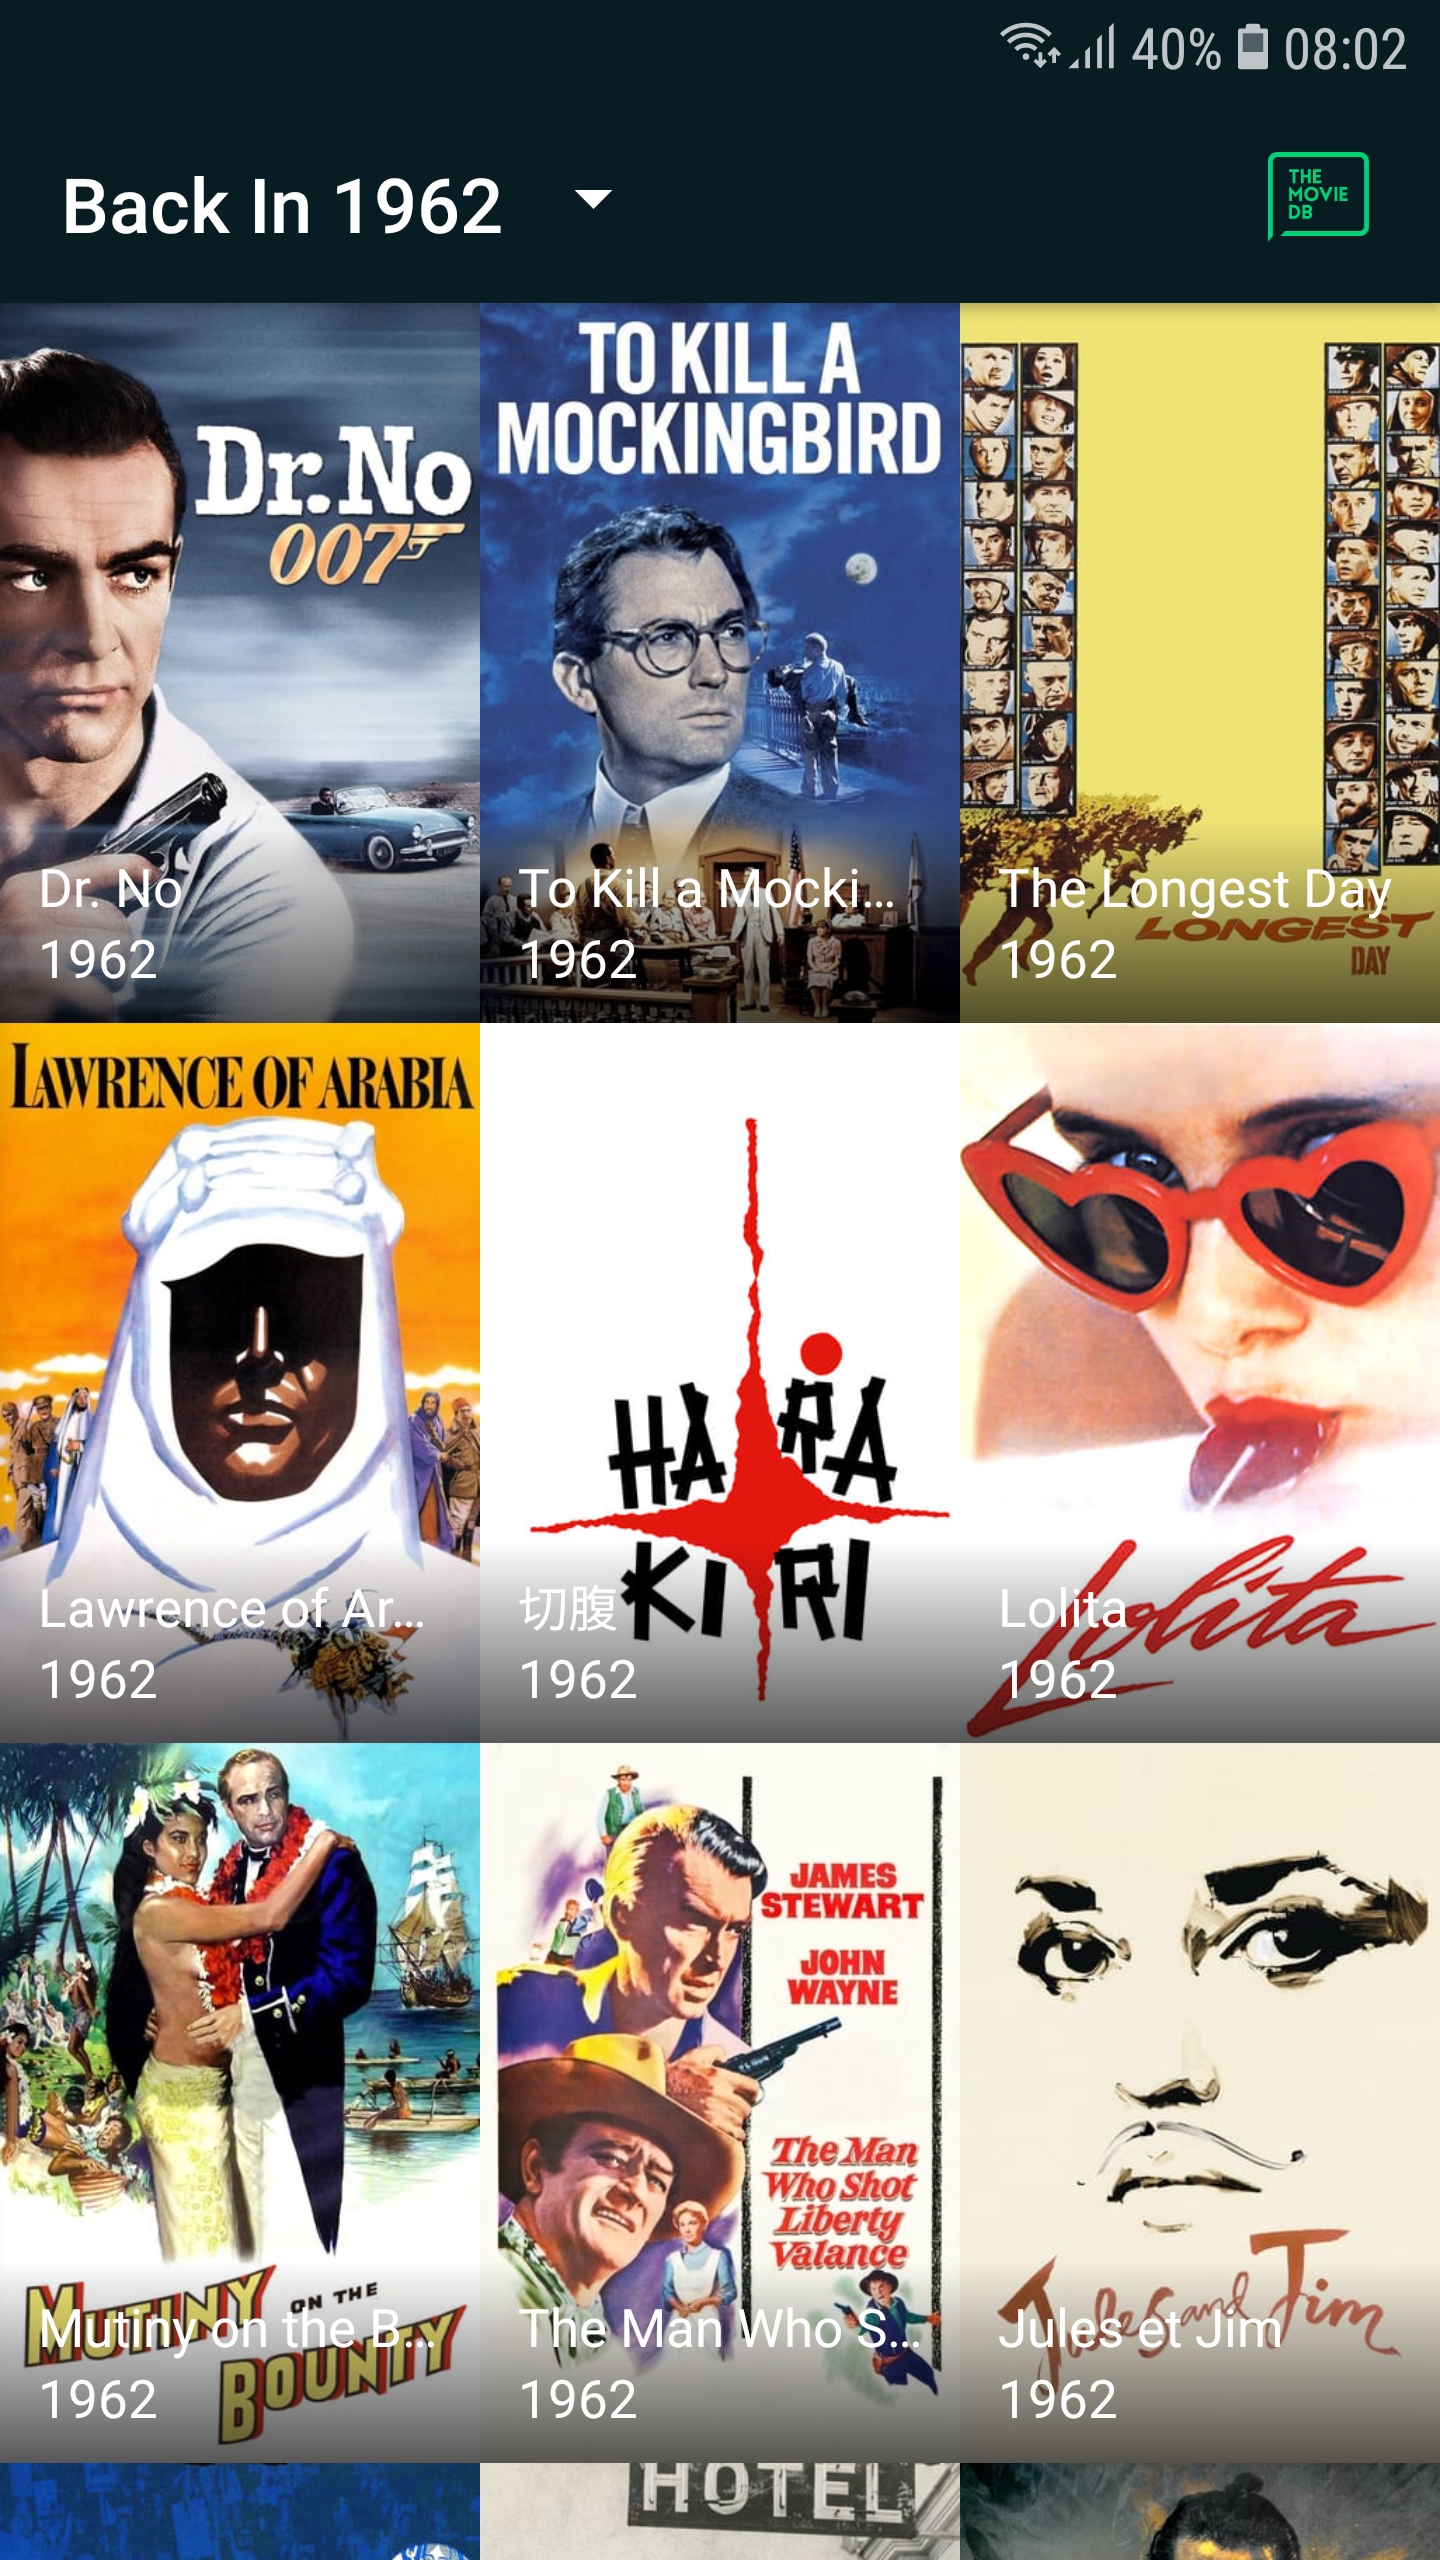 40% 08:02
Back In 1962
THE
MOVIE
DB
Dr.No
007
Dr. No
1962
TO KILL A
MOCKINGBIRD
To Kill a Mocki...
1962
LONGEST
DAY
The Longest Day
1962
LAWRENCE OF ARABIA
Lawrence of Ar...
1962
HARA
KIRI
切腹
1962
Lolita
Lolita
1962
MUTINY ON THE
BOUNTY
Mutiny on the B...
1962
JAMES
STEWART
JOHN
WAYNE
The Man
Who Shot
Liberty
Valance
The Man Who S...
1962
Jules and Jim
Jules et Jim
1962
HOTEL